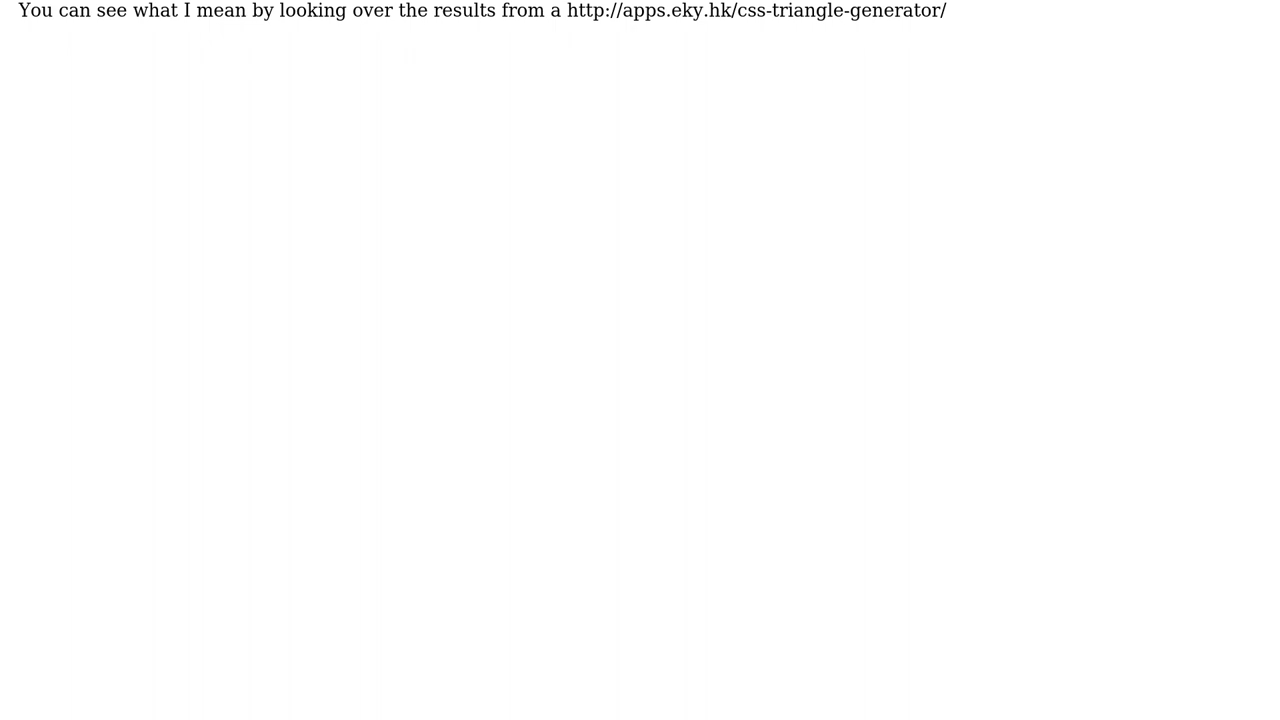 You can see what I mean by looking over the results from a http://apps.eky.hk/css-triangle-generator/